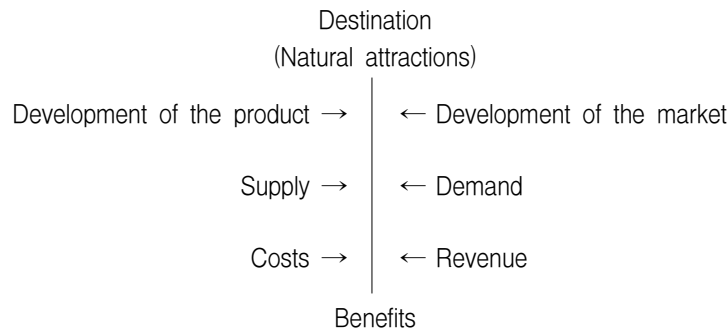 Destination
(Natural attractions)
Development of the product → ← Development of the market
Supply → ← Demand
Costs → ← Revenue
Benefits